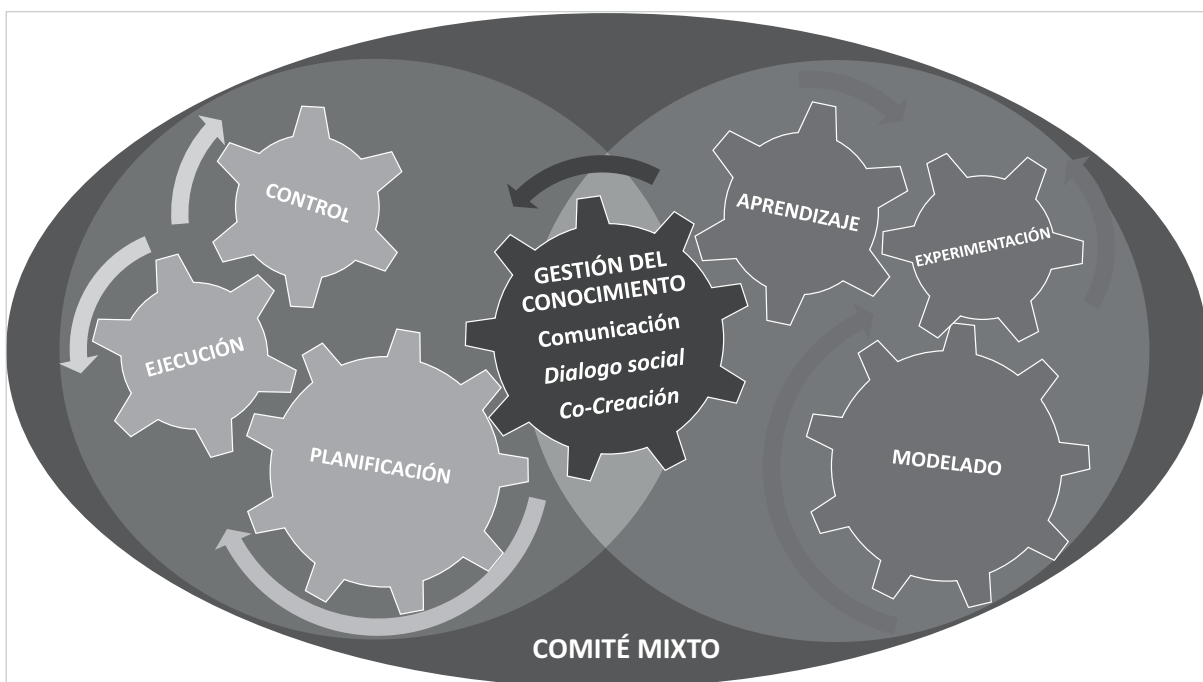 CONTROL
EJECUCIÓN
PLANIFICACIÓN
GESTIÓN DEL
CONOCIMIENTO
Comunicación
Dialogo social
Co-Creación
APRENDIZAJE
EXPERIMENTACIÓN
MODELADO
COMITÉ MIXTO